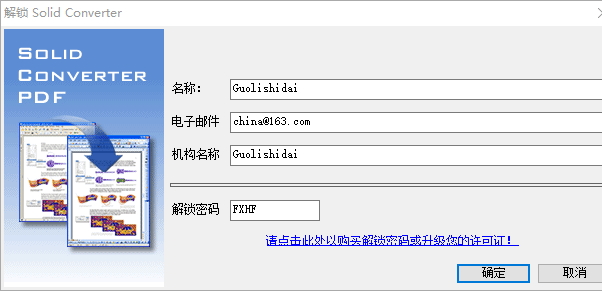 解锁 Solid Converter
SOLID
CONVERTER
PDF
名称： Guolishidai
电子邮件 china@163.com
机构名称 Guolishidai
解锁密码 FXHF
请点击此处以购买解锁密码或升级您的许可证！
确定 取消